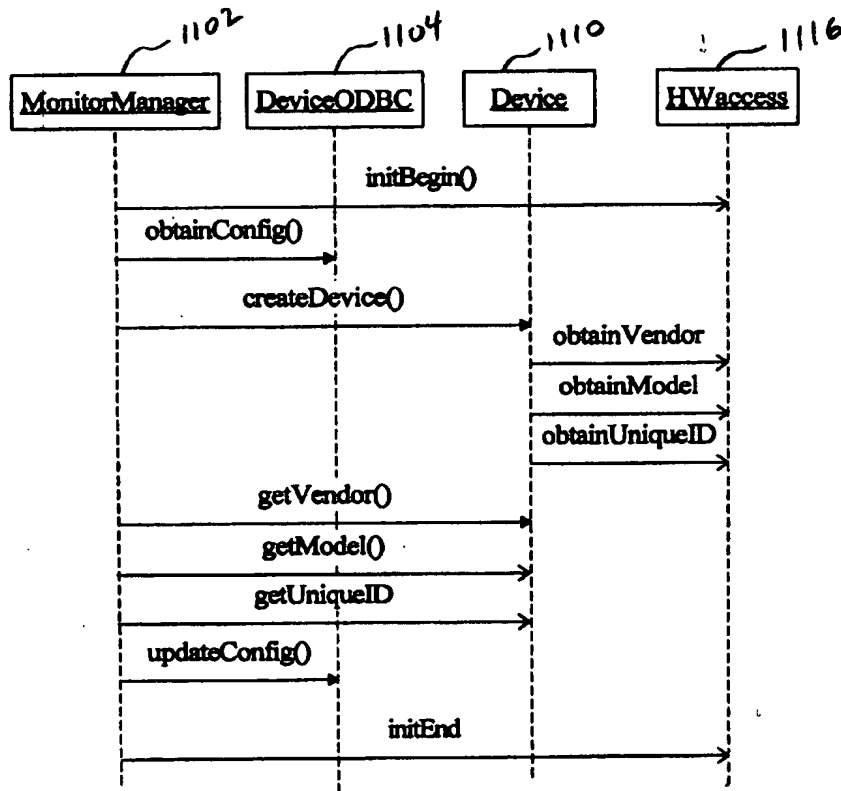 1102 1104 1110 1116
MonitorManager DeviceODBC Device HWaccess
initBegin()
obtainConfig()
createDevice()
obtainVendor
obtainModel
obtainUniqueID
getVendor()
getModel()
getUniqueID
updateConfig()
initEnd